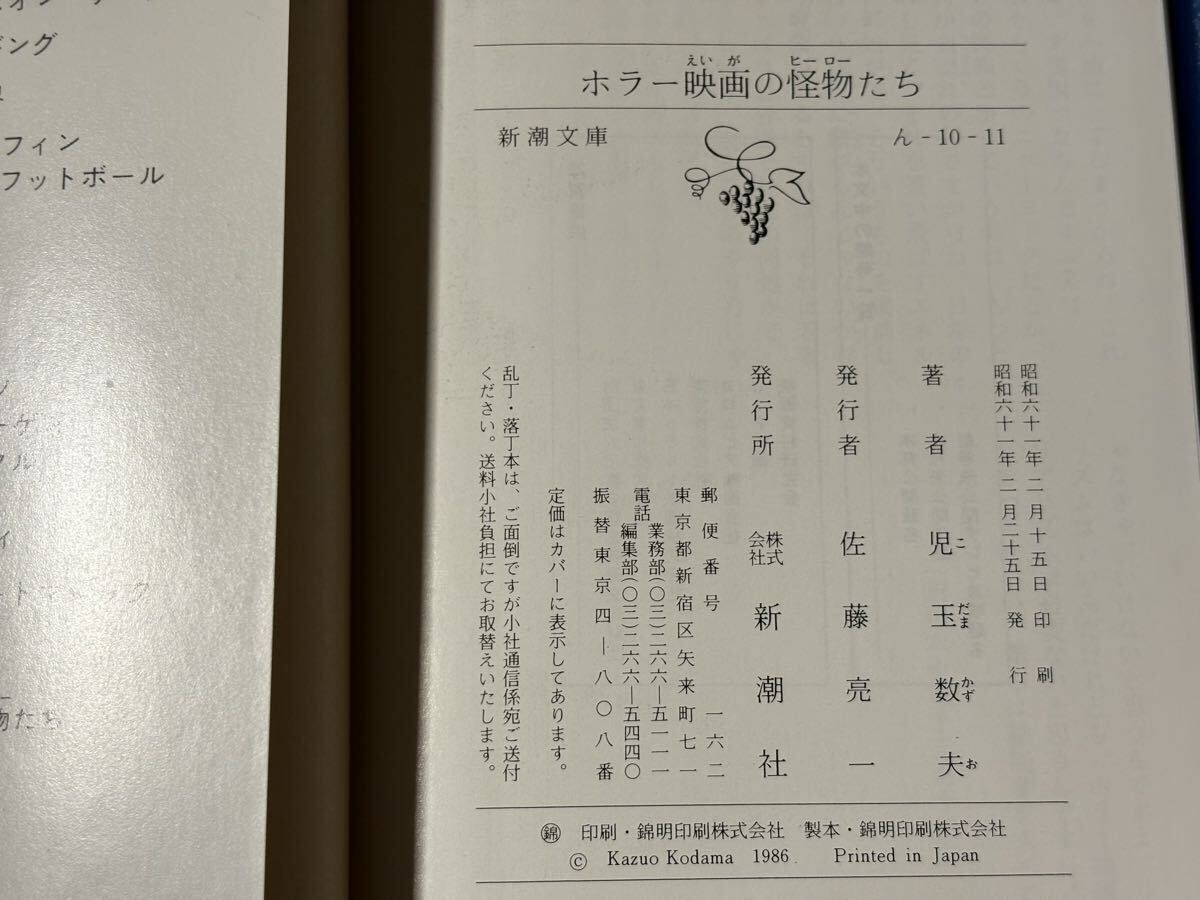 ホラー映画の怪物たち
えいが
ヒーロー
新潮文庫
ん-10-11
昭和六十一年 二 月 十 五 日 印 刷
昭和六十一年 二 月二十五日 発 行
著者 児玉数夫
こ だま かず お
発行者 佐藤亮一
発行所 株式会社 新潮社
郵便番号 一六二
東京都新宿区矢来町七一
電話 業務部(〇三)二六六―五一一一
編集部(〇三)二六六―五四四〇
振替東京四―八〇八番
定価はカバーに表示してあります。
乱丁・落丁本は、ご面倒ですが小社通信係宛ご送付
ください。送料小社負担にてお取替えいたします。
錦 印刷・錦明印刷株式会社 製本・錦明印刷株式会社
© Kazuo Kodama 1986 Printed in Japan
フィン
フットボール
物たち